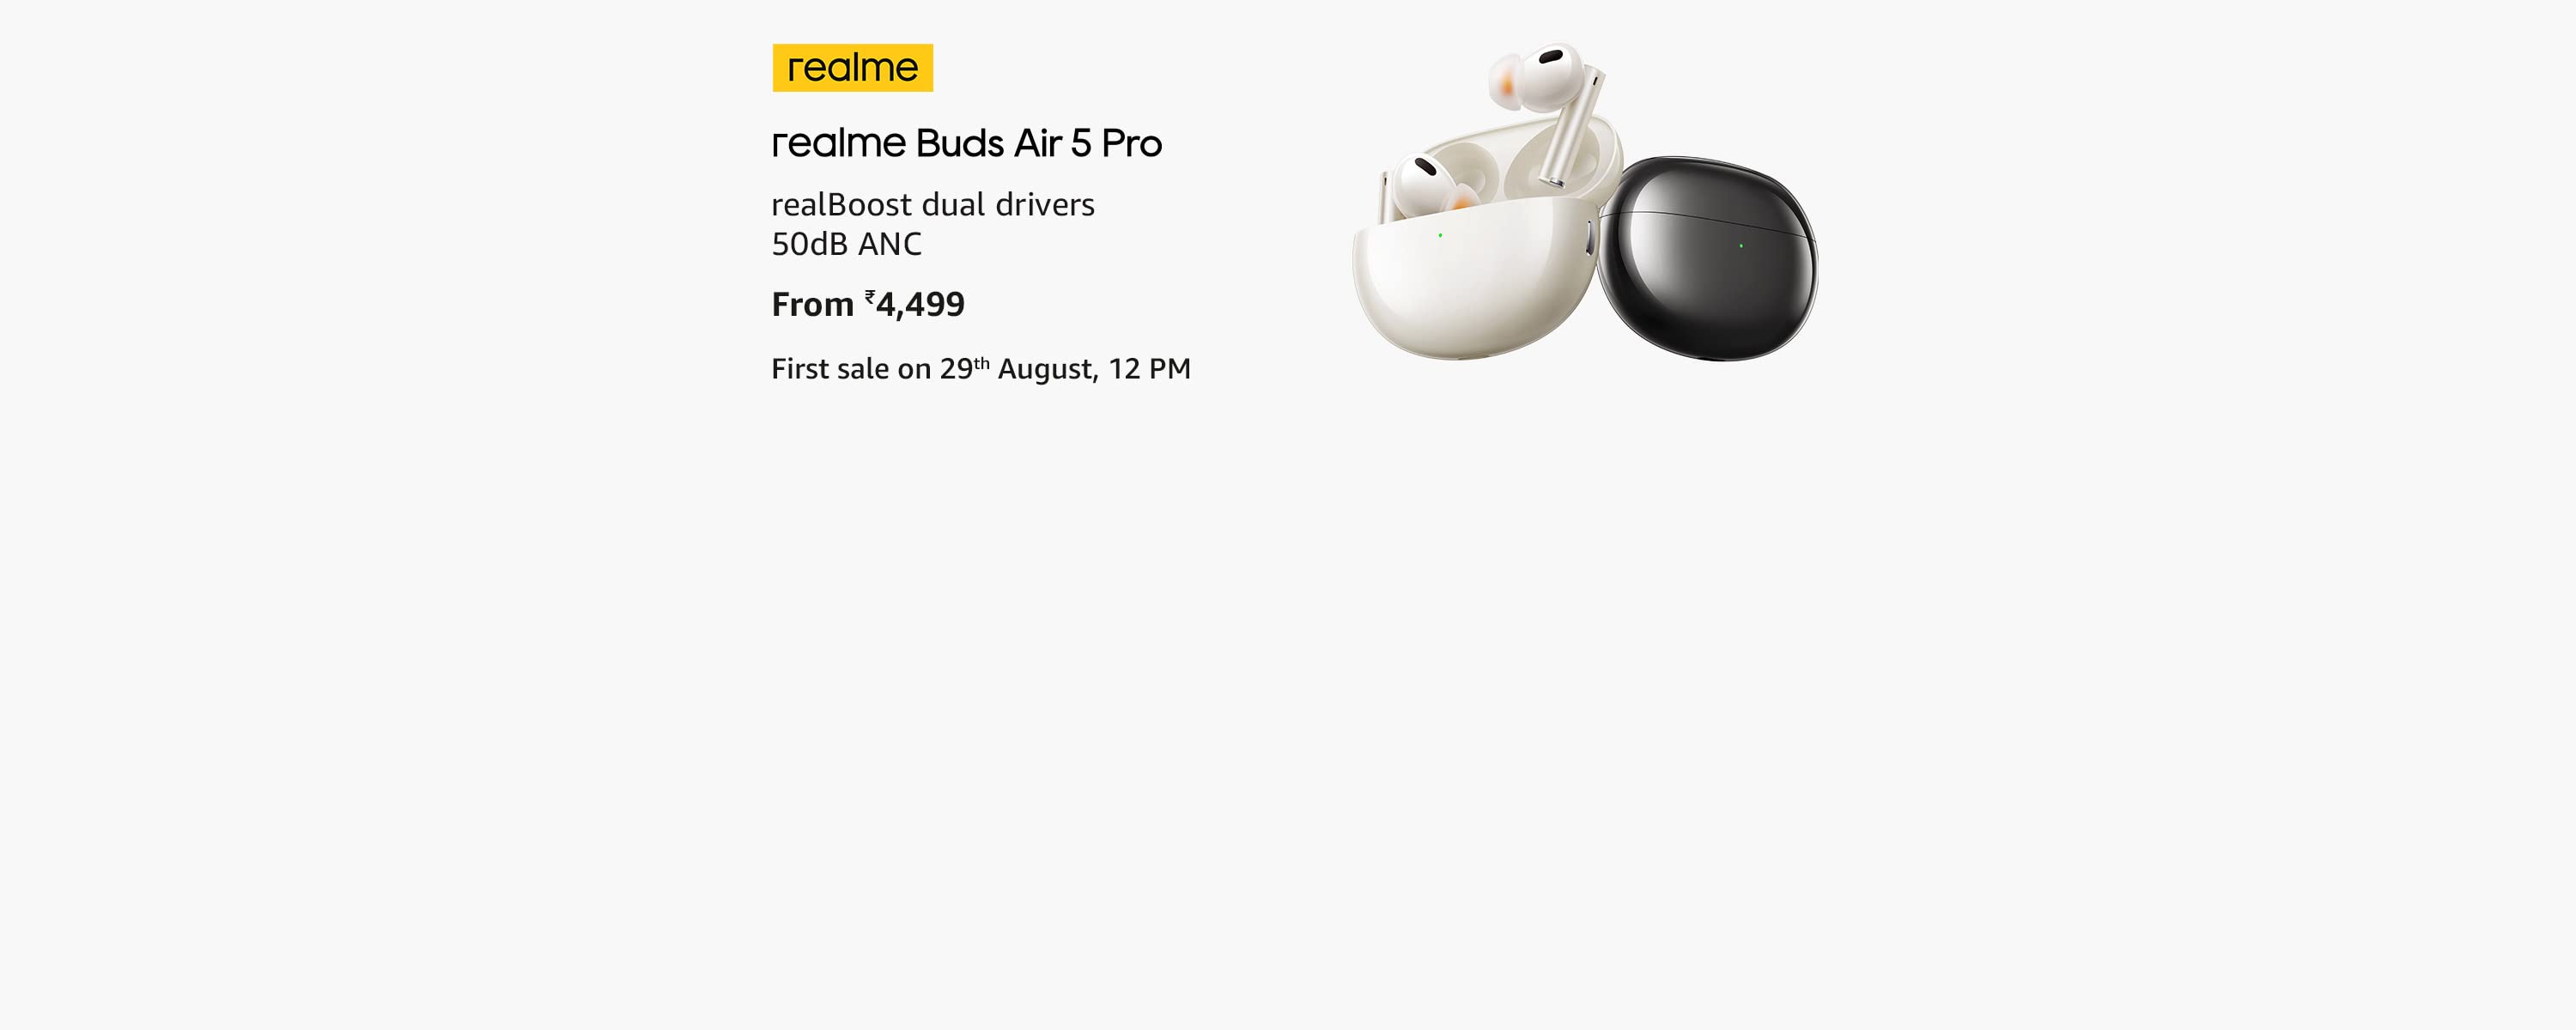 realme
realme Buds Air 5 Pro
realBoost dual drivers
50dB ANC
From ₹4,499
First sale on 29th August, 12 PM